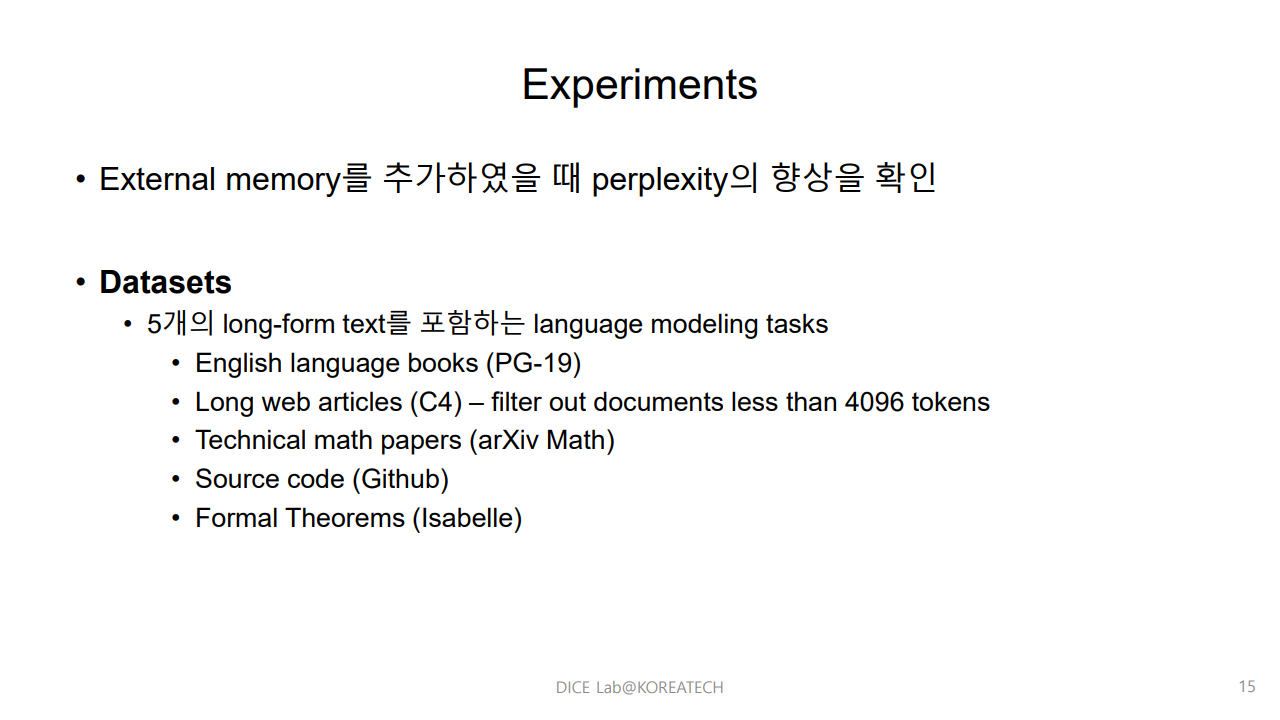 Experiments
• External memory를 추가하였을 때 perplexity의 향상을 확인
• Datasets
• 5개의 long-form text를 포함하는 language modeling tasks
• English language books (PG-19)
• Long web articles (C4) – filter out documents less than 4096 tokens
• Technical math papers (arXiv Math)
• Source code (Github)
• Formal Theorems (Isabelle)
DICE Lab@KOREATECH
15